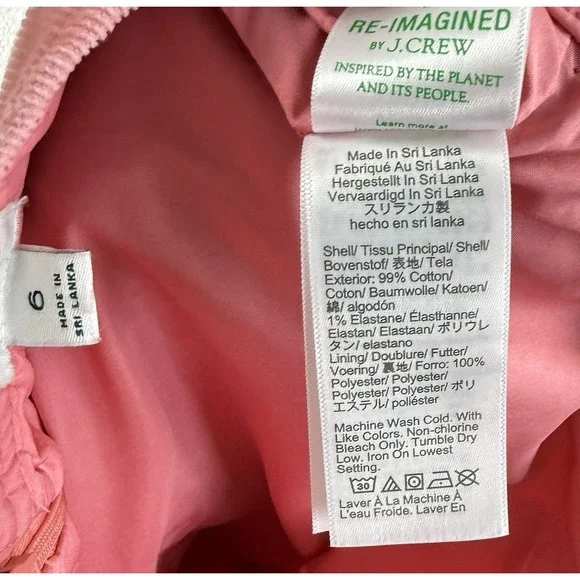 RE-IMAGINED
BY J.CREW
INSPIRED BY THE PLANET
AND ITS PEOPLE.
Learn more at
Made In Sri Lanka
Fabriqué Au Sri Lanka
Hergestellt In Sri Lanka
Vervaardigd In Sri Lanka
スリランカ製
hecho en sri lanka
Shell/ Tissu Principal/ Shell/
Bovenstof/ 表地/ Tela
Exterior: 99% Cotton/
Coton/ Baumwolle/ Katoen/
綿/ algodón
1% Elastane/ Élasthanne/
Elastan/ Elastaan/ ポリウレ
タン/ elastano
Lining/ Doublure/ Futter/
Voering/ 裏地/ Forro: 100%
Polyester/ Polyester/
Polyester/ Polyester/ ポリ
エステル/ poliéster
Machine Wash Cold. With
Like Colors. Non-chlorine
Bleach Only. Tumble Dry
Low. Iron On Lowest
Setting.
30
Laver À La Machine À
L'eau Froide. Laver En
6
MADE IN
SRI LANKA